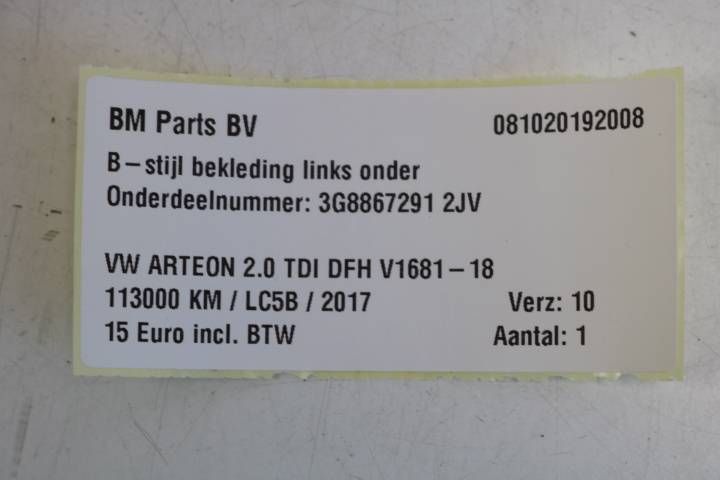 BM Parts BV 081020192008
B-stijl bekleding links onder
Onderdeelnummer: 3G8867291 2JV
VW ARTEON 2.0 TDI DFH V1681-18
113000 KM / LC5B / 2017 Verz: 10
15 Euro incl. BTW Aantal: 1